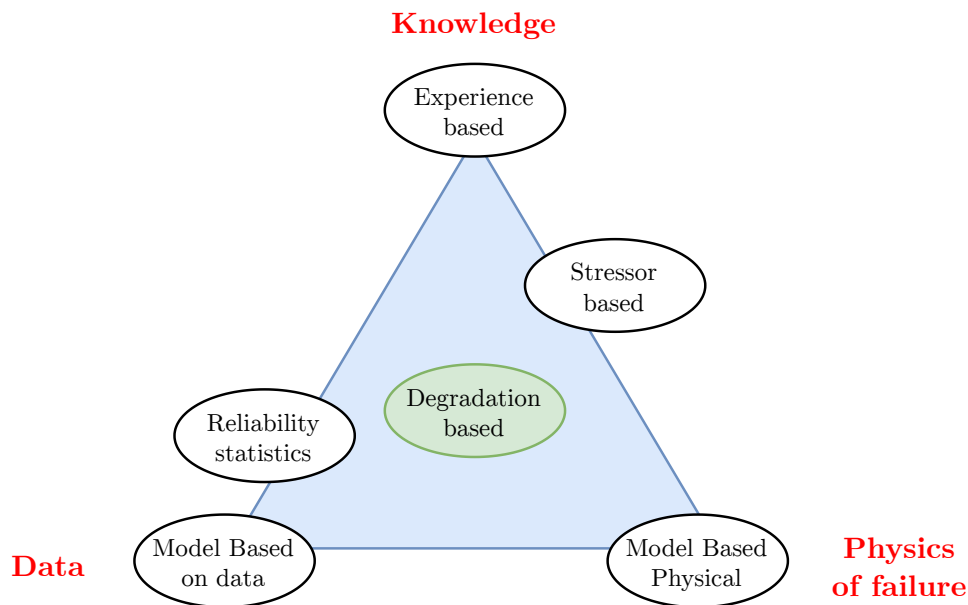 Knowledge
Experience
based
Stressor
based
Degradation
based
Reliability
statistics
Model Based
on data
Model Based
Physical
Data
Physics
of failure